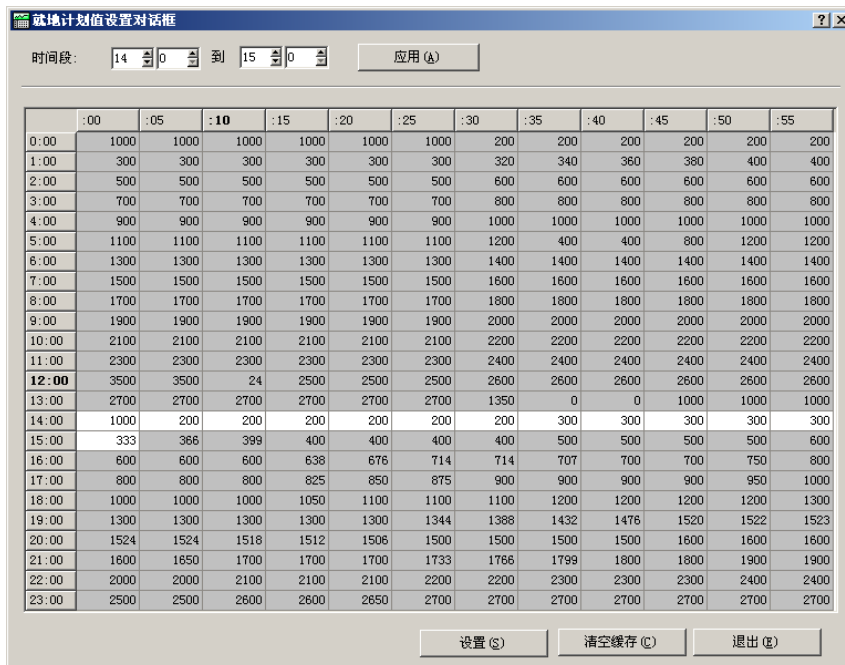 就地计划值设置对话框
时间段: 14 0 到 15 0 应用(A)
:00 :05 :10 :15 :20 :25 :30 :35 :40 :45 :50 :55
0:00 1000 1000 1000 1000 1000 1000 200 200 200 200 200 200
1:00 300 300 300 300 300 300 320 340 360 380 400 400
2:00 500 500 500 500 500 500 600 600 600 600 600 600
3:00 700 700 700 700 700 700 800 800 800 800 800 800
4:00 900 900 900 900 900 900 1000 1000 1000 1000 1000 1000
5:00 1100 1100 1100 1100 1100 1100 1200 400 400 800 1200 1200
6:00 1300 1300 1300 1300 1300 1300 1400 1400 1400 1400 1400 1400
7:00 1500 1500 1500 1500 1500 1500 1600 1600 1600 1600 1600 1600
8:00 1700 1700 1700 1700 1700 1700 1800 1800 1800 1800 1800 1800
9:00 1900 1900 1900 1900 1900 1900 2000 2000 2000 2000 2000 2000
10:00 2100 2100 2100 2100 2100 2100 2200 2200 2200 2200 2200 2200
11:00 2300 2300 2300 2300 2300 2300 2400 2400 2400 2400 2400 2400
12:00 3500 3500 24 2500 2500 2500 2600 2600 2600 2600 2600 2600
13:00 2700 2700 2700 2700 2700 2700 1350 0 0 1000 1000 1000
14:00 1000 200 200 200 200 200 200 300 300 300 300 300
15:00 333 366 399 400 400 400 400 500 500 500 500 600
16:00 600 600 600 638 676 714 714 707 700 700 750 800
17:00 800 800 800 825 850 875 900 900 900 900 950 1000
18:00 1000 1000 1000 1050 1100 1100 1100 1200 1200 1200 1200 1300
19:00 1300 1300 1300 1300 1300 1344 1388 1432 1476 1520 1522 1523
20:00 1524 1524 1518 1512 1506 1500 1500 1500 1500 1600 1600 1600
21:00 1600 1650 1700 1700 1700 1733 1766 1799 1800 1800 1900 1900
22:00 2000 2000 2100 2100 2100 2200 2200 2300 2300 2300 2400 2400
23:00 2500 2500 2600 2600 2650 2700 2700 2700 2700 2700 2700 2700
设置(S) 清空缓存(C) 退出(E)